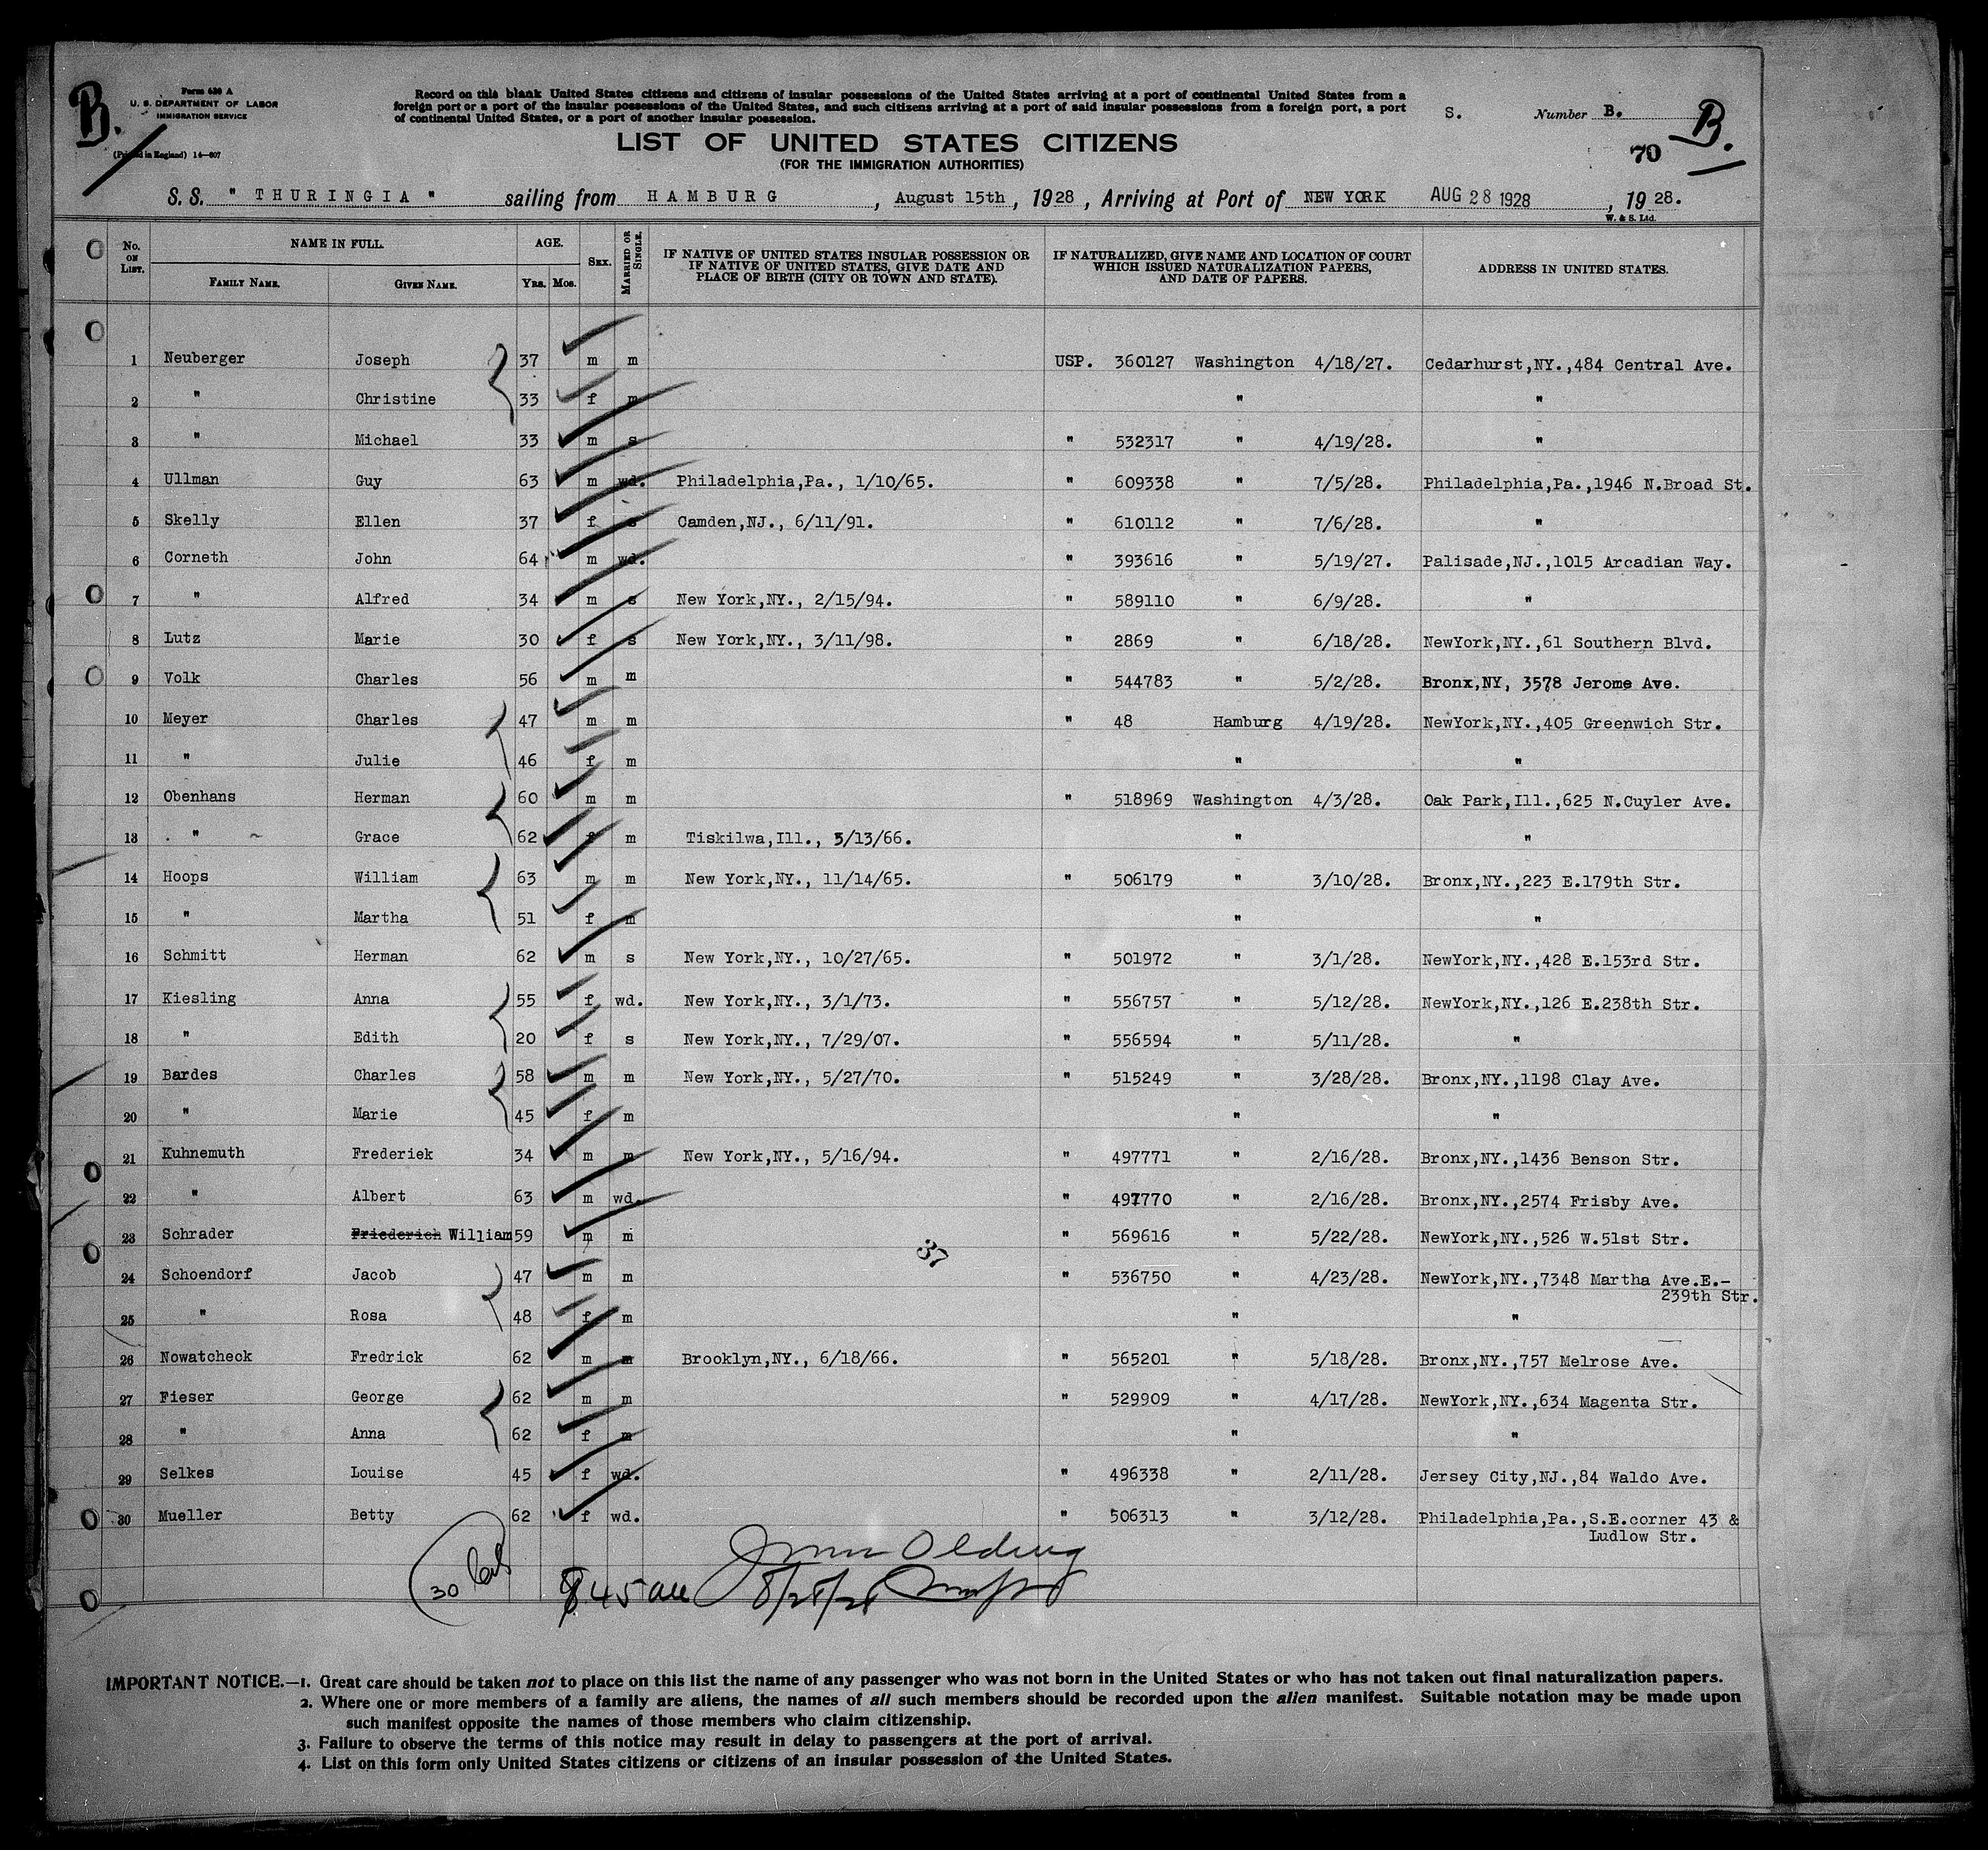 B.
Form 630 A
U. S. DEPARTMENT OF LABOR
IMMIGRATION SERVICE
(Printed in England) 14—607
Record on this blank United States citizens and citizens of insular possessions of the United States arriving at a port of continental United States from a
foreign port or a port of the insular possessions of the United States, and such citizens arriving at a port of said insular possessions from a foreign port, a port
of continental United States, or a port of another insular possession.
S. Number B.
B.
70
LIST OF UNITED STATES CITIZENS
(FOR THE IMMIGRATION AUTHORITIES)
S.S. " THURINGIA " sailing from HAMBURG, August 15th, 1928, Arriving at Port of NEW YORK AUG 28 1928, 1928.
W. & S. Ltd.
No. ON LIST. NAME IN FULL. FAMILY NAME. GIVEN NAME. AGE. Yrs. Mos. SEX. MARRIED OR SINGLE. IF NATIVE OF UNITED STATES INSULAR POSSESSION OR IF NATIVE OF UNITED STATES, GIVE DATE AND PLACE OF BIRTH (CITY OR TOWN AND STATE). IF NATURALIZED, GIVE NAME AND LOCATION OF COURT WHICH ISSUED NATURALIZATION PAPERS, AND DATE OF PAPERS. ADDRESS IN UNITED STATES.
1 Neuberger Joseph 37 m m USP. 360127 Washington 4/18/27. Cedarhurst,NY.,484 Central Ave.
2 " Christine 33 f m " "
3 " Michael 33 m s " 532317 " 4/19/28. "
4 Ullman Guy 63 m wd. Philadelphia,Pa., 1/10/65. " 609338 " 7/5/28. Philadelphia,Pa.,1946 N.Broad St.
5 Skelly Ellen 37 f s Camden,NJ., 6/11/91. " 610112 " 7/6/28. "
6 Corneth John 64 m wd. " 393616 " 5/19/27. Palisade,NJ.,1015 Arcadian Way.
7 " Alfred 34 m s New York,NY., 2/15/94. " 589110 " 6/9/28. "
8 Lutz Marie 30 f s New York,NY., 3/11/98. " 2869 " 6/18/28. NewYork,NY.,61 Southern Blvd.
9 Volk Charles 56 m m " 544783 " 5/2/28. Bronx,NY, 3578 Jerome Ave.
10 Meyer Charles 47 m m " 48 Hamburg 4/19/28. NewYork,NY.,405 Greenwich Str.
11 " Julie 46 f m " "
12 Obenhans Herman 60 m m " 518969 Washington 4/3/28. Oak Park,Ill.,625 N.Cuyler Ave.
13 " Grace 62 f m Tiskilwa,Ill., 5/13/66. " "
14 Hoops William 63 m m New York,NY., 11/14/65. " 506179 " 3/10/28. Bronx,NY.,223 E.179th Str.
15 " Martha 51 f m " "
16 Schmitt Herman 62 m s New York,NY., 10/27/65. " 501972 " 3/1/28. NewYork,NY.,428 E.153rd Str.
17 Kiesling Anna 55 f wd. New York,NY., 3/1/73. " 556757 " 5/12/28. NewYork,NY.,126 E.238th Str.
18 " Edith 20 f s New York,NY., 7/29/07. " 556594 " 5/11/28. "
19 Bardes Charles 58 m m New York,NY., 5/27/70. " 515249 " 3/28/28. Bronx,NY.,1198 Clay Ave.
20 " Marie 45 f m " "
21 Kuhnemuth Frederiek 34 m m New York,NY., 5/16/94. " 497771 " 2/16/28. Bronx,NY.,1436 Benson Str.
22 " Albert 63 m wd. " 497770 " 2/16/28. Bronx,NY.,2574 Frisby Ave.
23 Schrader Friederich William 59 m m " 569616 " 5/22/28. NewYork,NY.,526 W.51st Str.
37
24 Schoendorf Jacob 47 m m " 536750 " 4/23/28. NewYork,NY.,7348 Martha Ave.E.-
239th Str.
25 " Rosa 48 f m " "
26 Nowatcheck Fredrick 62 m m Brooklyn,NY., 6/18/66. " 565201 " 5/18/28. Bronx,NY.,757 Melrose Ave.
27 Fieser George 62 m m " 529909 " 4/17/28. NewYork,NY.,634 Magenta Str.
28 " Anna 62 f m " "
29 Selkes Louise 45 f wd. " 496338 " 2/11/28. Jersey City,NJ.,84 Waldo Ave.
30 Mueller Betty 62 f wd. " 506313 " 3/12/28. Philadelphia,Pa.,S.E.corner 43 &
Ludlow Str.
30
8/28/28
IMPORTANT NOTICE.—1. Great care should be taken not to place on this list the name of any passenger who was not born in the United States or who has not taken out final naturalization papers.
2. Where one or more members of a family are aliens, the names of all such members should be recorded upon the alien manifest. Suitable notation may be made upon
such manifest opposite the names of those members who claim citizenship.
3. Failure to observe the terms of this notice may result in delay to passengers at the port of arrival.
4. List on this form only United States citizens or citizens of an insular possession of the United States.